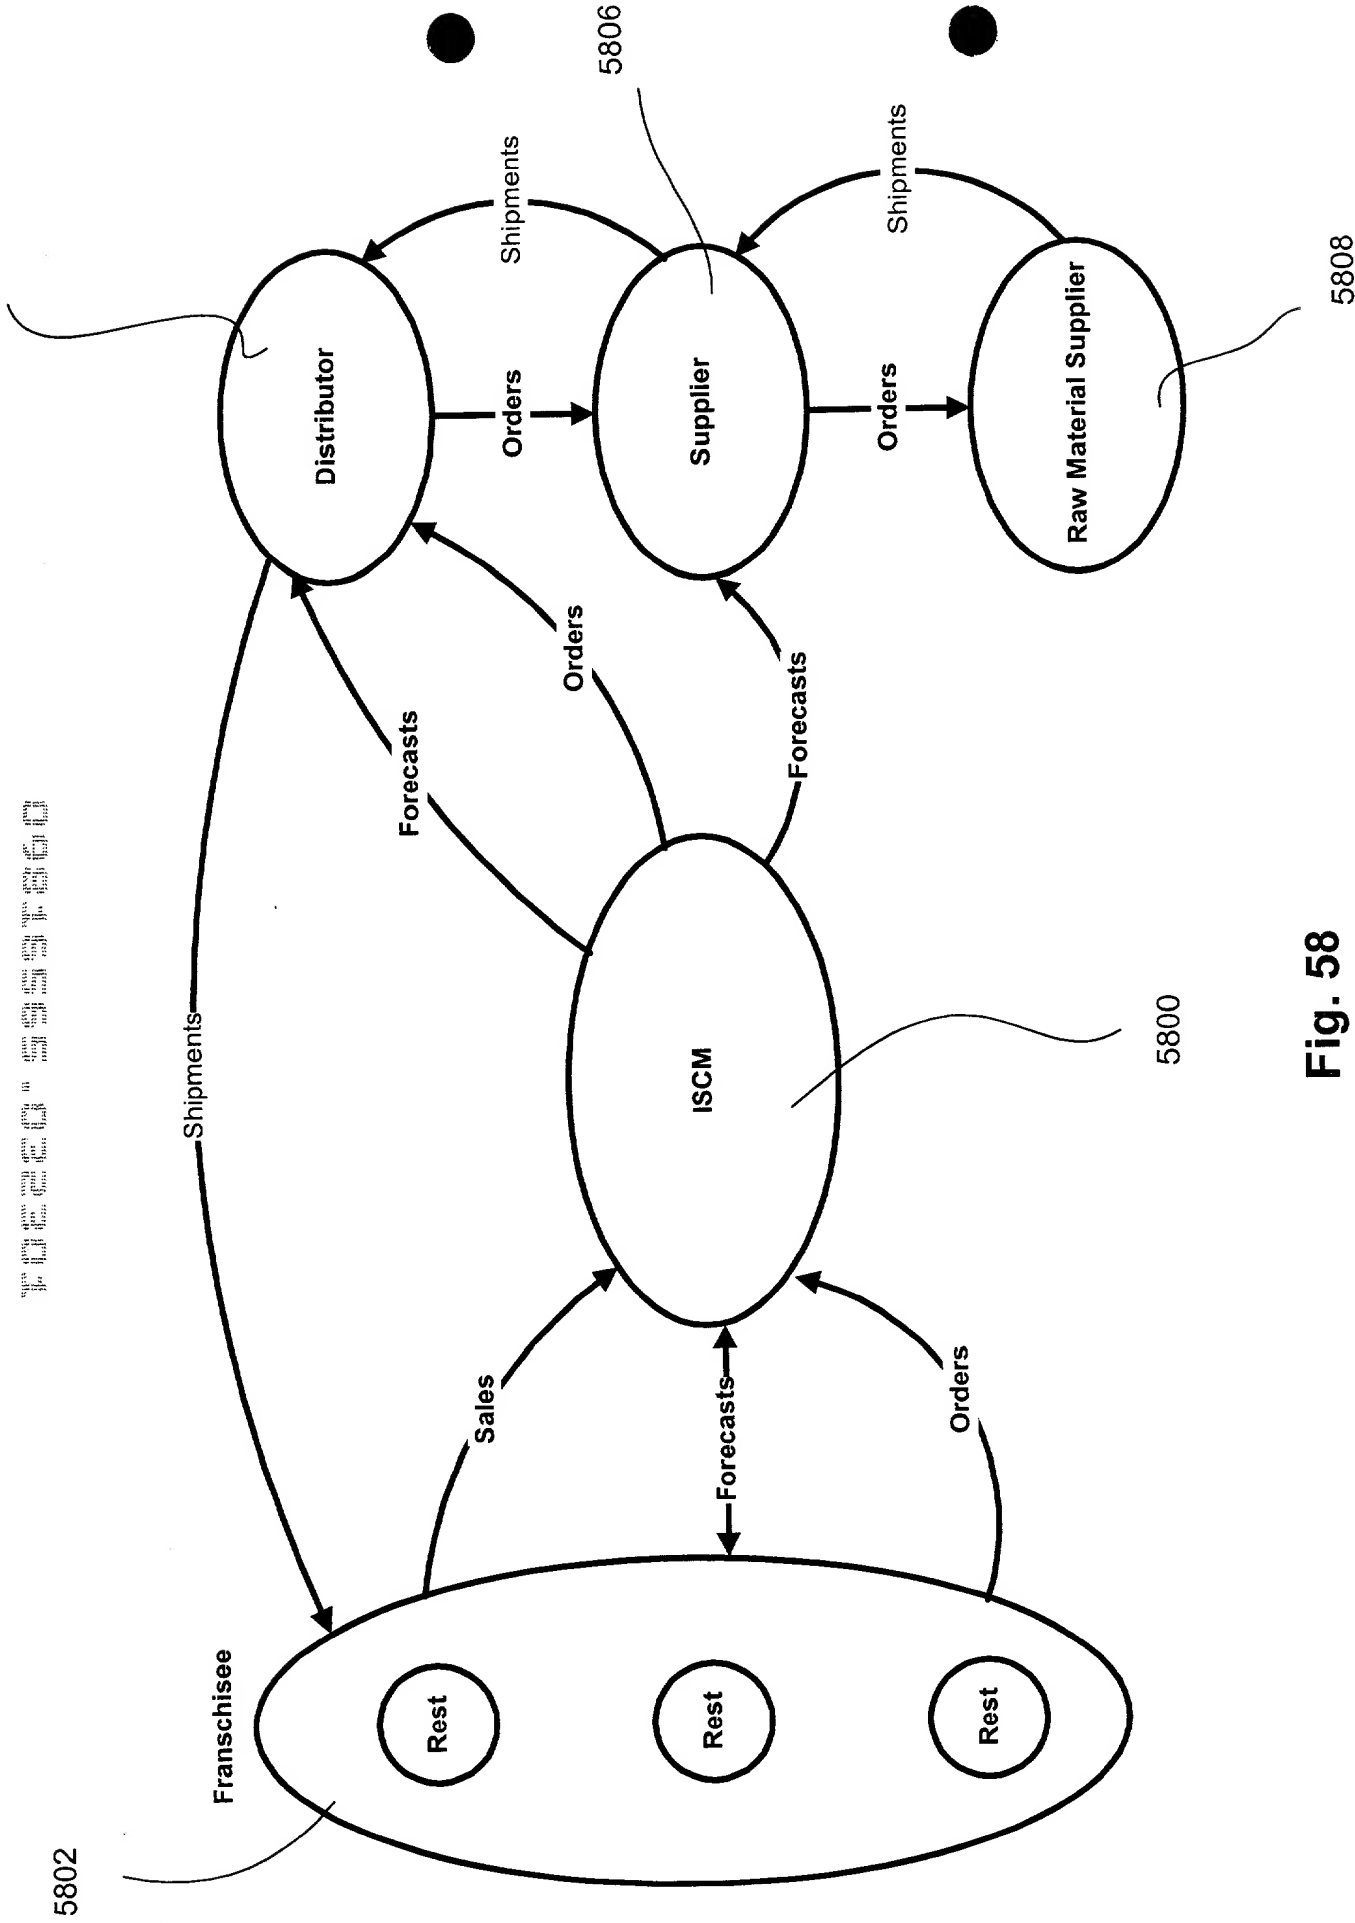 5802
Franschisee
Rest
Rest
Rest
Shipments
Sales
Forecasts
Orders
ISCM
5800
Forecasts
Orders
Forecasts
Distributor
Orders
Shipments
Supplier
5806
Orders
Shipments
Raw Material Supplier
5808
Fig. 58